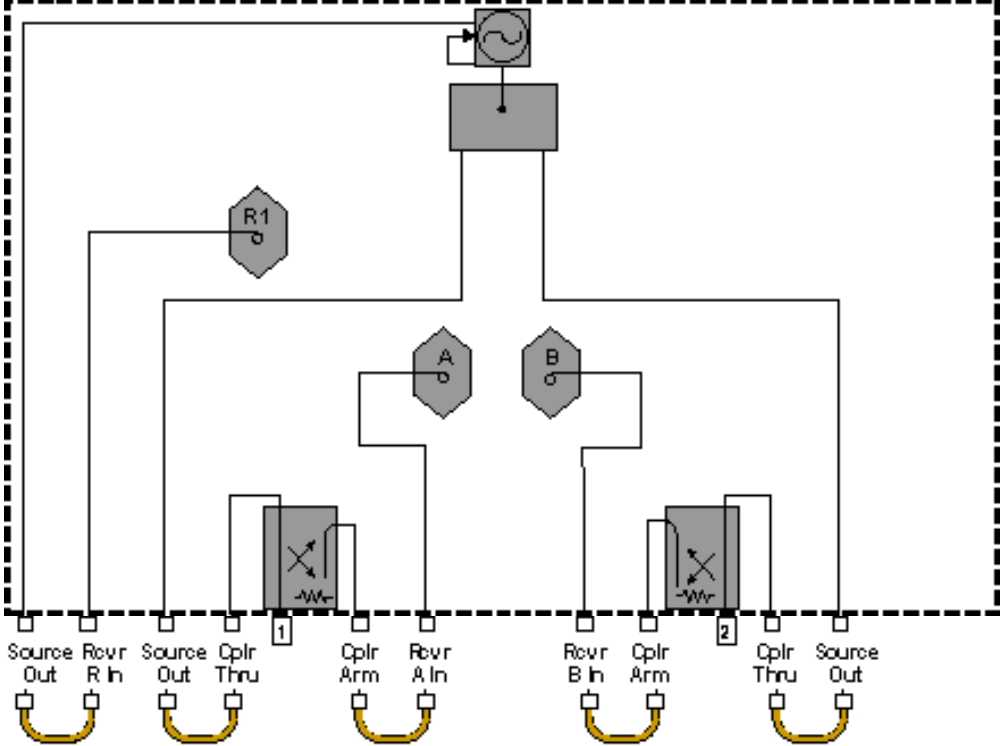 R1
A
B
1
2
Source Out
Rcvr R In
Source Out
Cplr Thru
Cplr Arm
Rcvr A In
Rcvr B In
Cplr Arm
Cplr Thru
Source Out